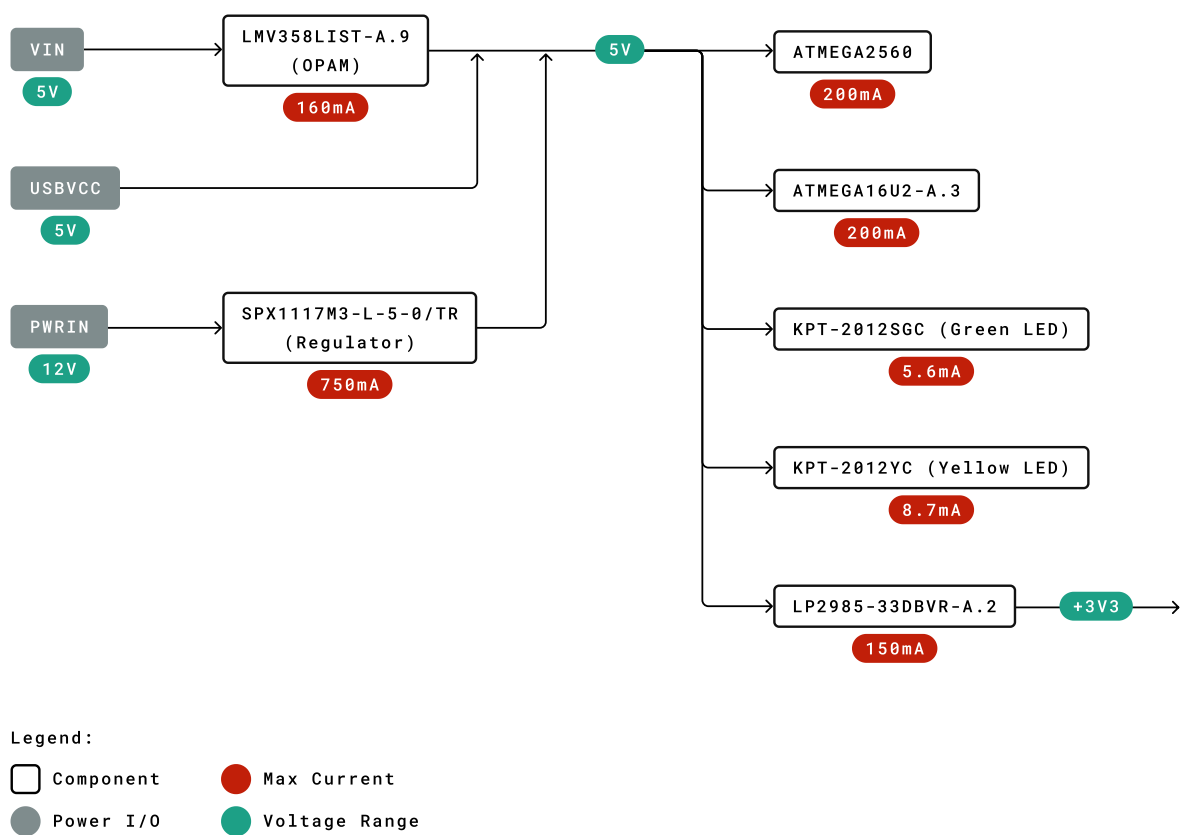 VIN
5V
LMV358LIST-A.9
(OPAM)
160mA
5V
ATMEGA2560
200mA
USBVCC
5V
ATMEGA16U2-A.3
200mA
PWRIN
12V
SPX1117M3-L-5-0/TR
(Regulator)
750mA
KPT-2012SGC (Green LED)
5.6mA
KPT-2012YC (Yellow LED)
8.7mA
LP2985-33DBVR-A.2
150mA
+3V3
Legend:
Component
Max Current
Power I/O
Voltage Range